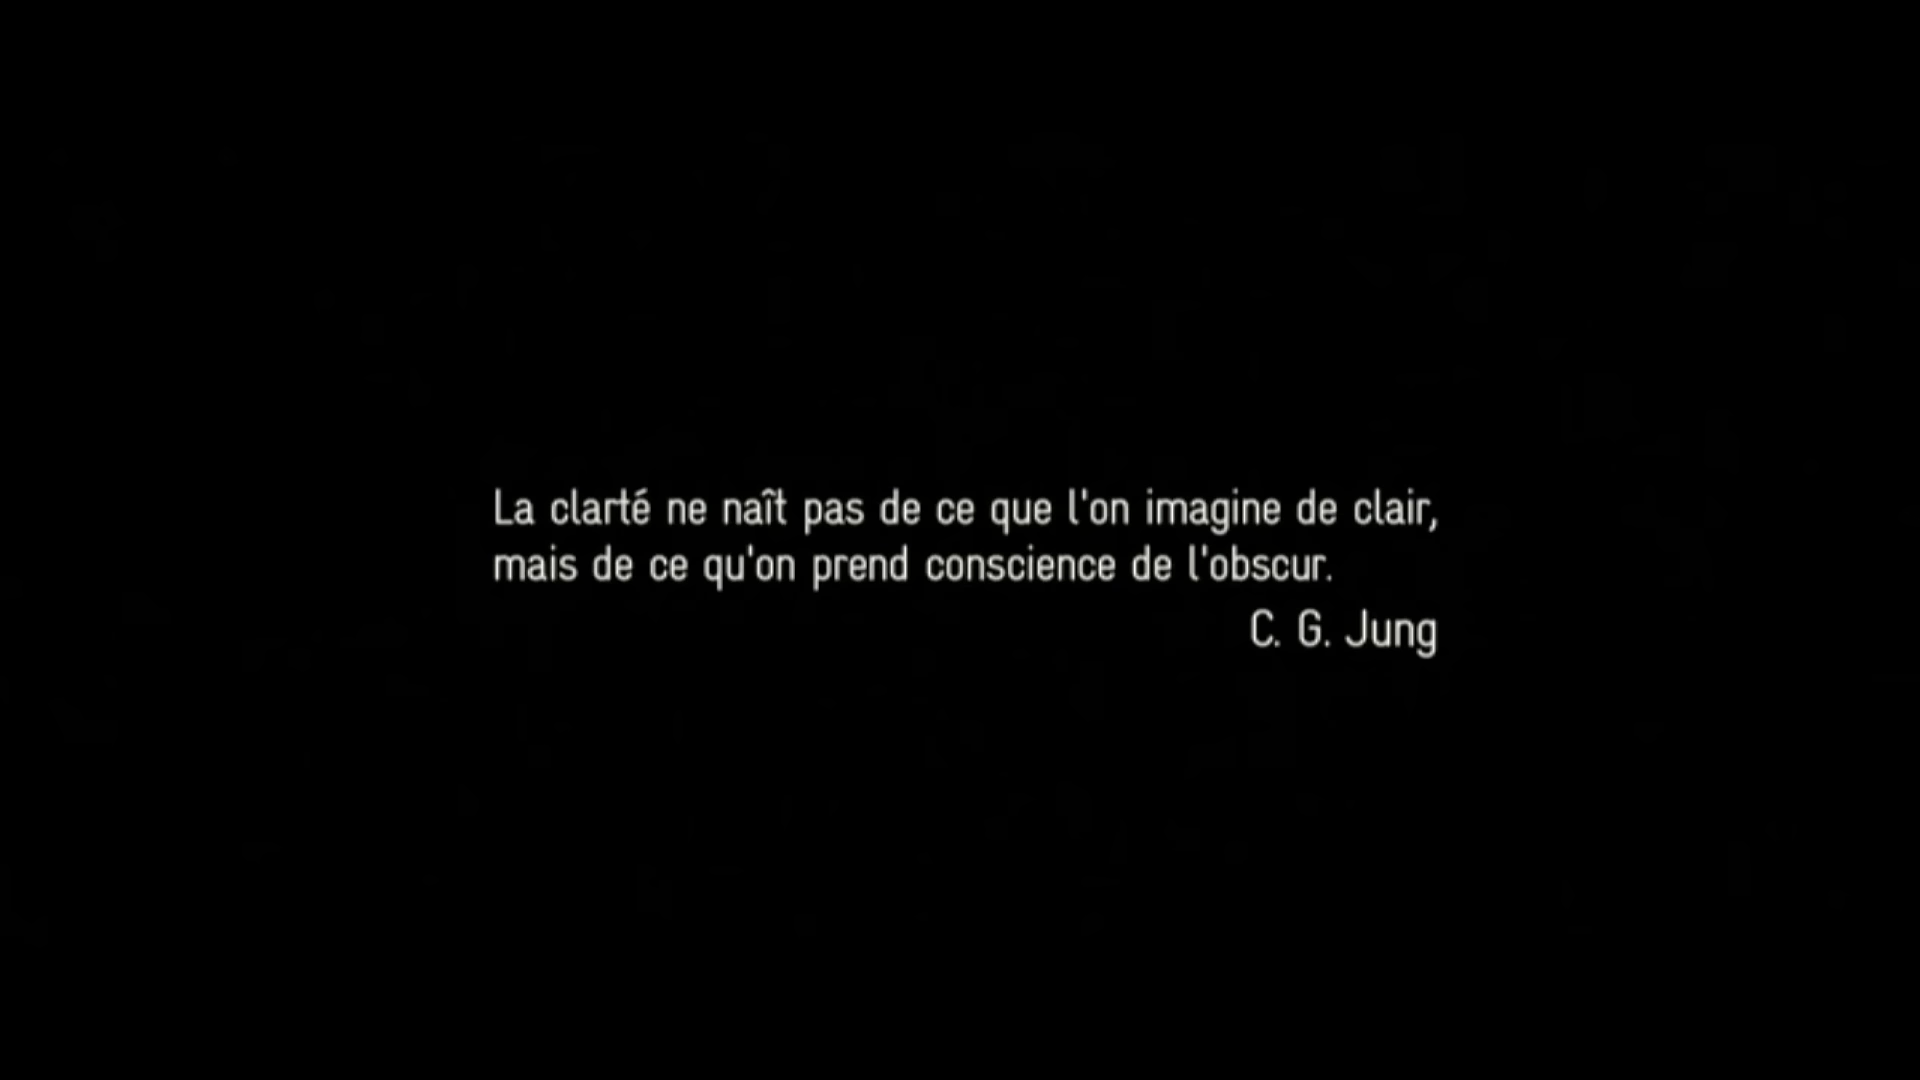 La clarté ne naît pas de ce que l'on imagine de clair,
mais de ce qu'on prend conscience de l'obscur.
C. G. Jung